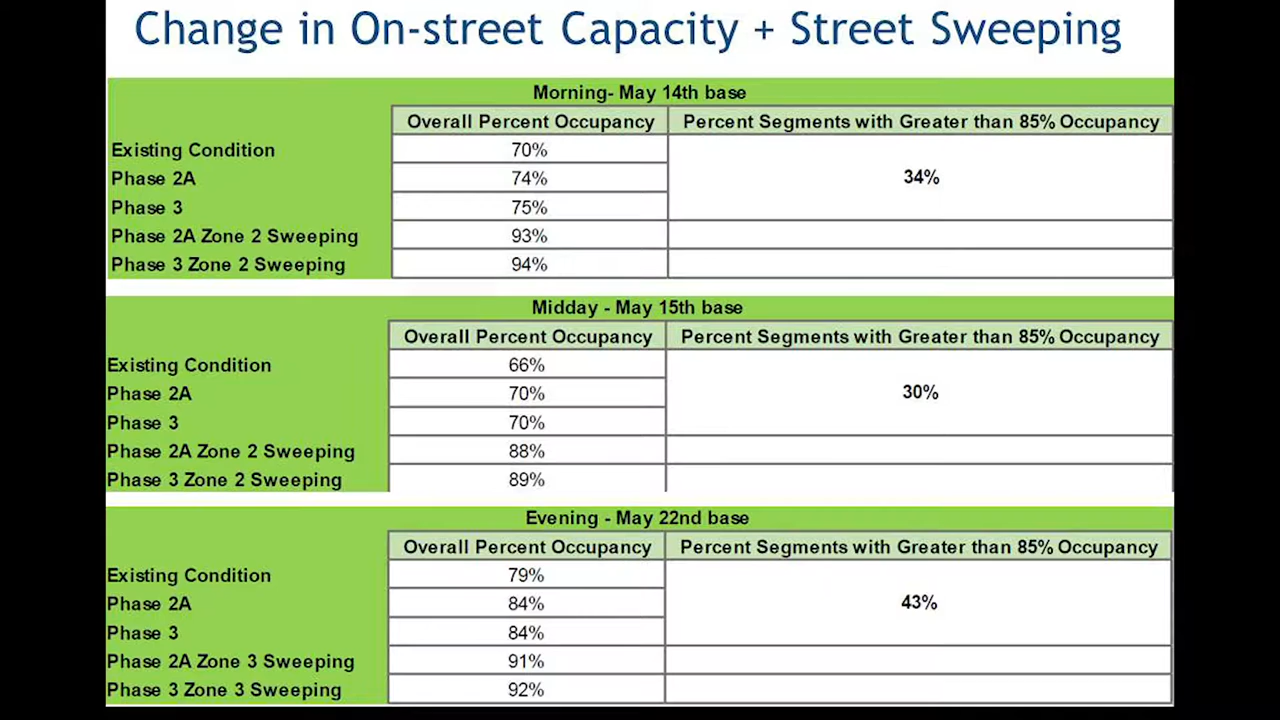 Change in On-street Capacity + Street Sweeping
Morning- May 14th base
Overall Percent Occupancy Percent Segments with Greater than 85% Occupancy
Existing Condition 70%
Phase 2A 74% 34%
Phase 3 75%
Phase 2A Zone 2 Sweeping 93%
Phase 3 Zone 2 Sweeping 94%
Midday - May 15th base
Overall Percent Occupancy Percent Segments with Greater than 85% Occupancy
Existing Condition 66%
Phase 2A 70% 30%
Phase 3 70%
Phase 2A Zone 2 Sweeping 88%
Phase 3 Zone 2 Sweeping 89%
Evening - May 22nd base
Overall Percent Occupancy Percent Segments with Greater than 85% Occupancy
Existing Condition 79%
Phase 2A 84% 43%
Phase 3 84%
Phase 2A Zone 3 Sweeping 91%
Phase 3 Zone 3 Sweeping 92%